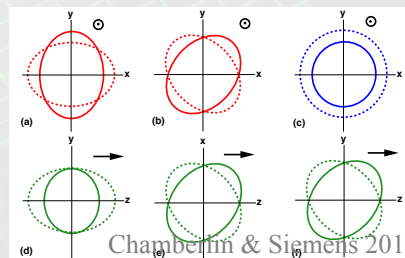 y y y
x x x
(a) (b) (c)
y x y
z z z
(d) (e) (f)
Chamberlin & Siemens 201